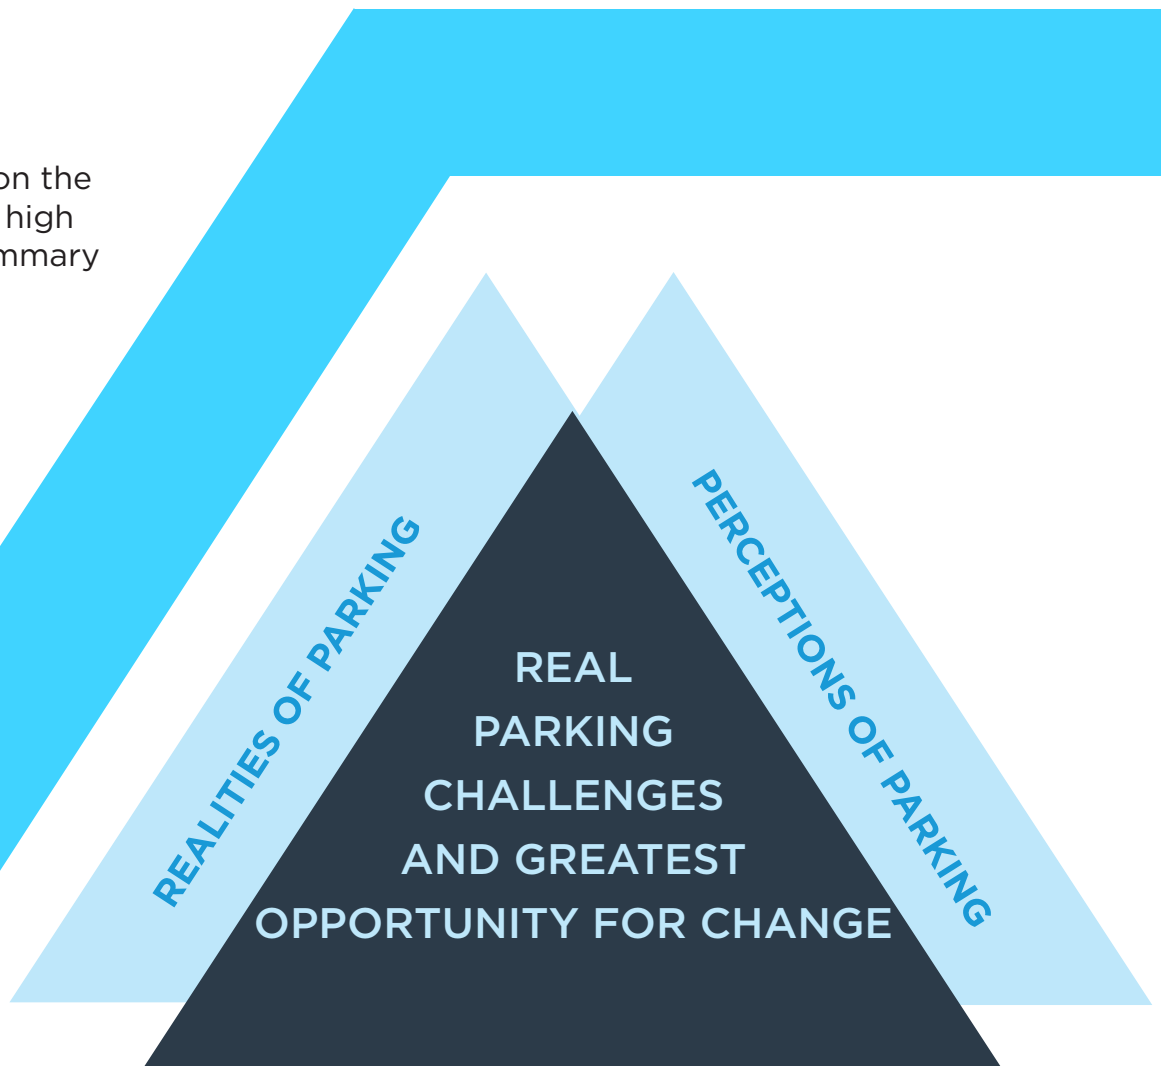 on the
high
mmary
REALITIES OF PARKING
PERCEPTIONS OF PARKING
REAL
PARKING
CHALLENGES
AND GREATEST
OPPORTUNITY FOR CHANGE